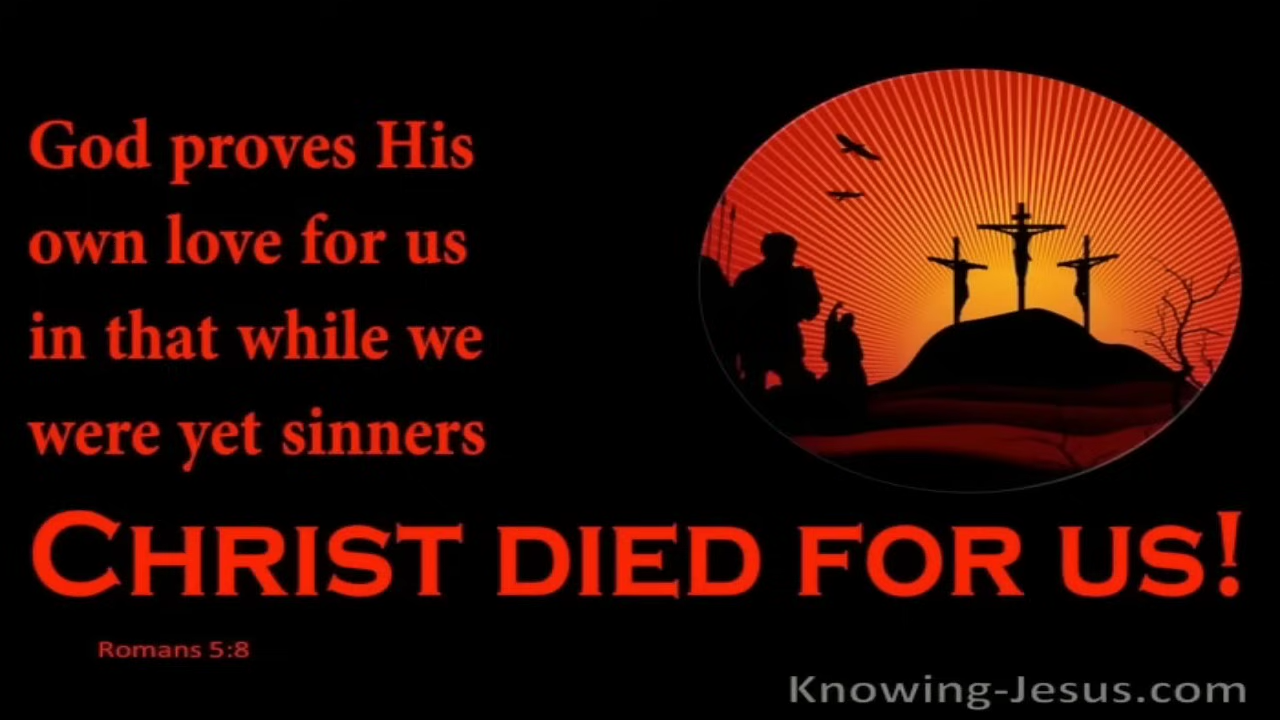 God proves His
own love for us
in that while we
were yet sinners
CHRIST DIED FOR US!
Romans 5:8
Knowing-Jesus.com